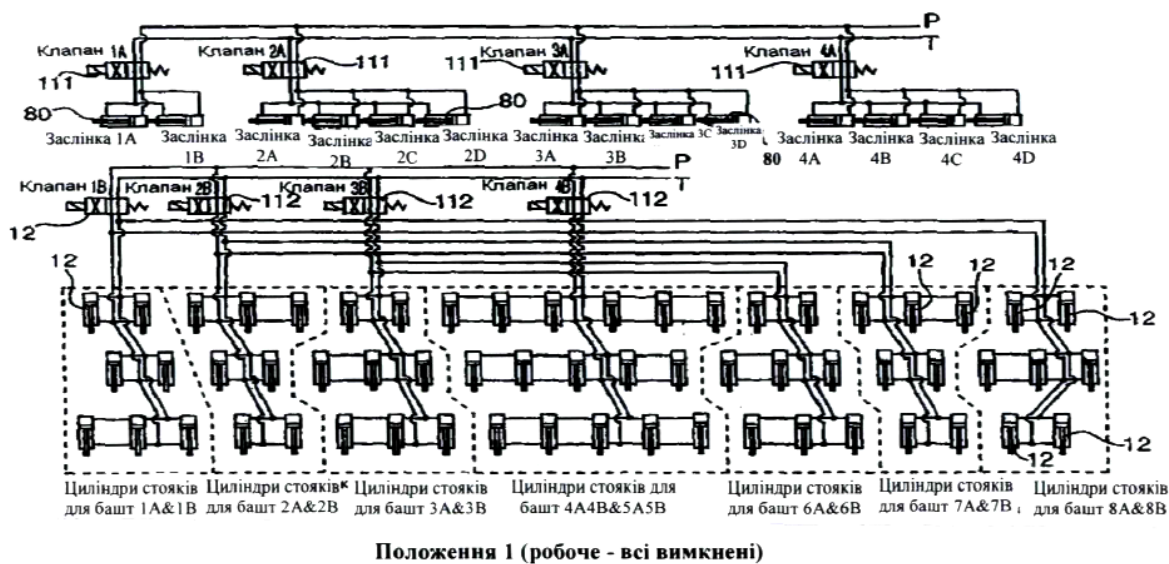 P
T
Клапан 1A
Клапан 2A
Клапан 3A
Клапан 4A
111
111
111
111
80
80
80
Заслінка 1A
Заслінка 1B
Заслінка 2A
Заслінка 2B
Заслінка 2C
Заслінка 2D
Заслінка 3A
Заслінка 3B
Заслінка 3C
Заслінка 3D
Заслінка 4A
Заслінка 4B
Заслінка 4C
Заслінка 4D
P
T
Клапан 1B
Клапан 2B
Клапан 3B
Клапан 4B
12
112
112
112
12
12
12
12
12
12
12
Циліндри стояків
для башт 1A&1B
Циліндри стояківк
для башт 2A&2B
Циліндри стояків
для башт 3A&3B
Циліндри стояків для
башт 4A4B&5A5B
Циліндри стояків
для башт 6A&6B
Циліндри стояків
для башт 7A&7B
Циліндри стояків
для башт 8A&8B
Положення 1 (робоче - всі вимкнені)